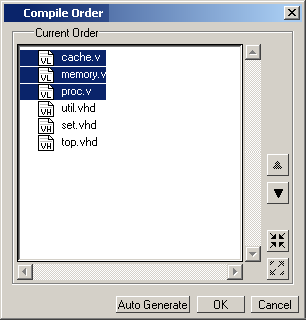 Compile Order
Current Order
VL cache.v
VL memory.v
VL proc.v
VH util.vhd
VH set.vhd
VH top.vhd
Auto Generate OK Cancel